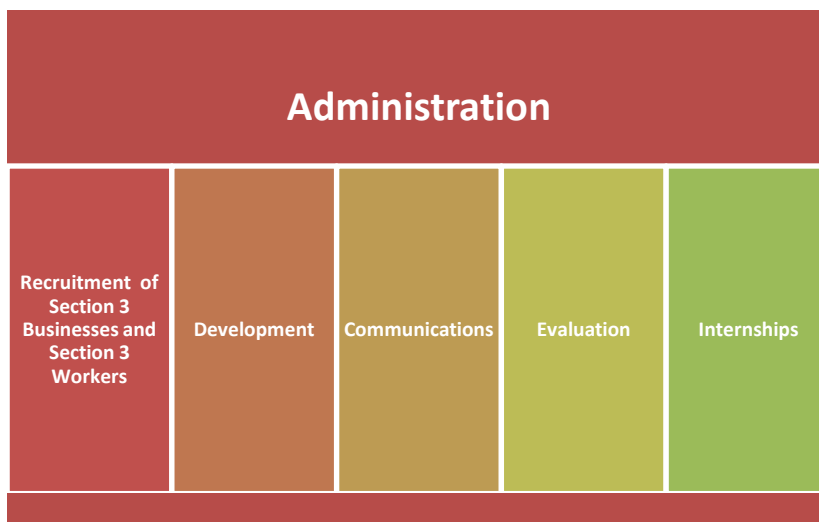 Administration
Recruitment of
Section 3
Businesses and
Section 3
Workers
Development
Communications
Evaluation
Internships